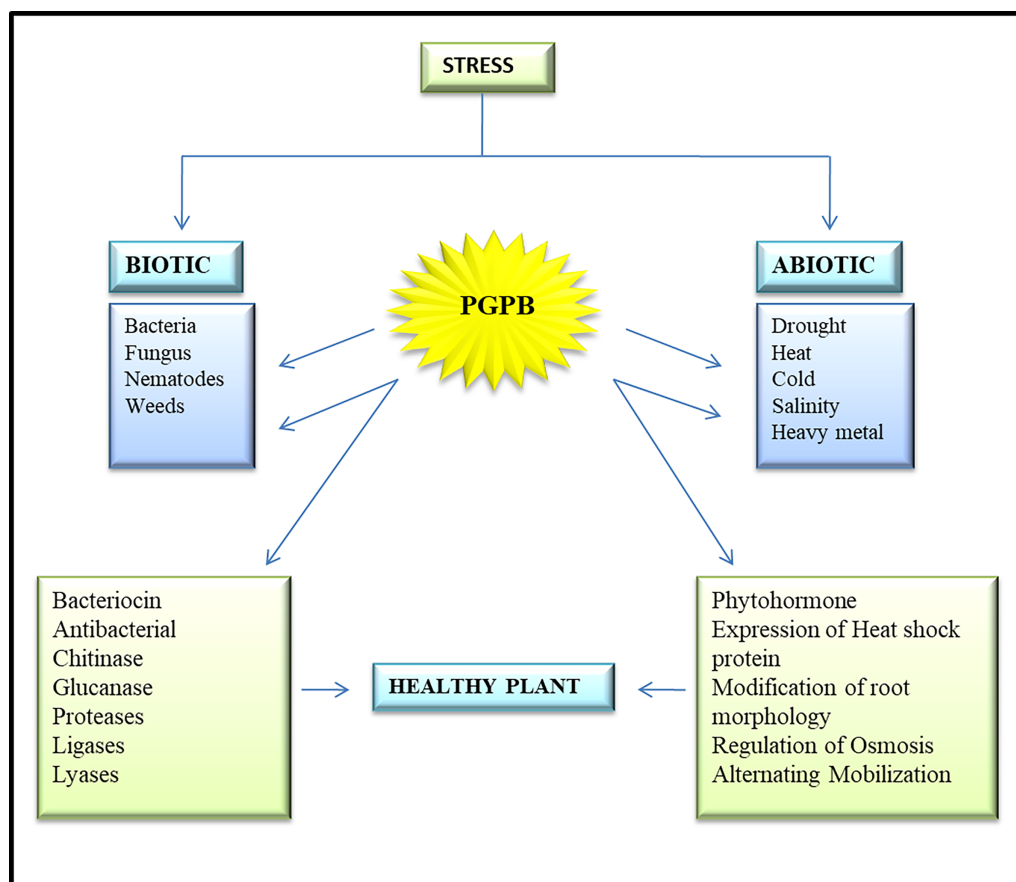 STRESS
BIOTIC
PGPB
ABIOTIC
Bacteria
Fungus
Nematodes
Weeds
Drought
Heat
Cold
Salinity
Heavy metal
Bacteriocin
Antibacterial
Chitinase
Glucanase
Proteases
Ligases
Lyases
HEALTHY PLANT
Phytohormone
Expression of Heat shock
protein
Modification of root
morphology
Regulation of Osmosis
Alternating Mobilization